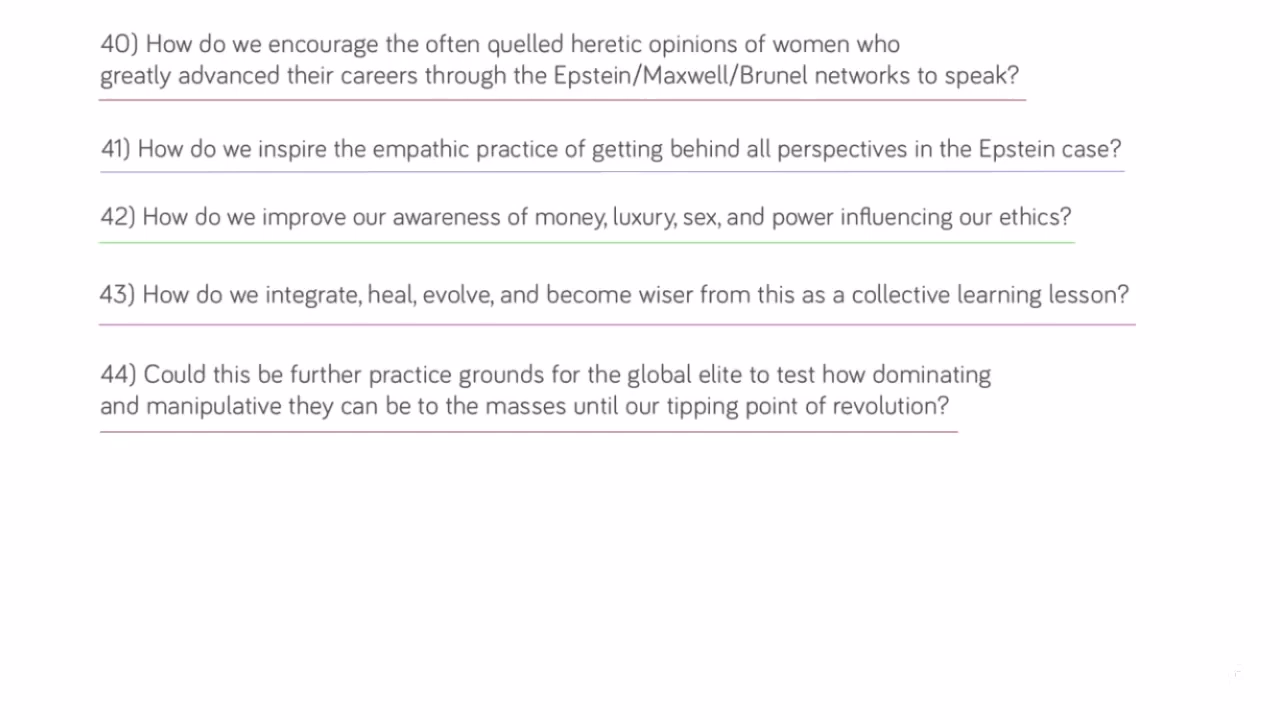 40) How do we encourage the often quelled heretic opinions of women who
greatly advanced their careers through the Epstein/Maxwell/Brunel networks to speak?
41) How do we inspire the empathic practice of getting behind all perspectives in the Epstein case?
42) How do we improve our awareness of money, luxury, sex, and power influencing our ethics?
43) How do we integrate, heal, evolve, and become wiser from this as a collective learning lesson?
44) Could this be further practice grounds for the global elite to test how dominating
and manipulative they can be to the masses until our tipping point of revolution?